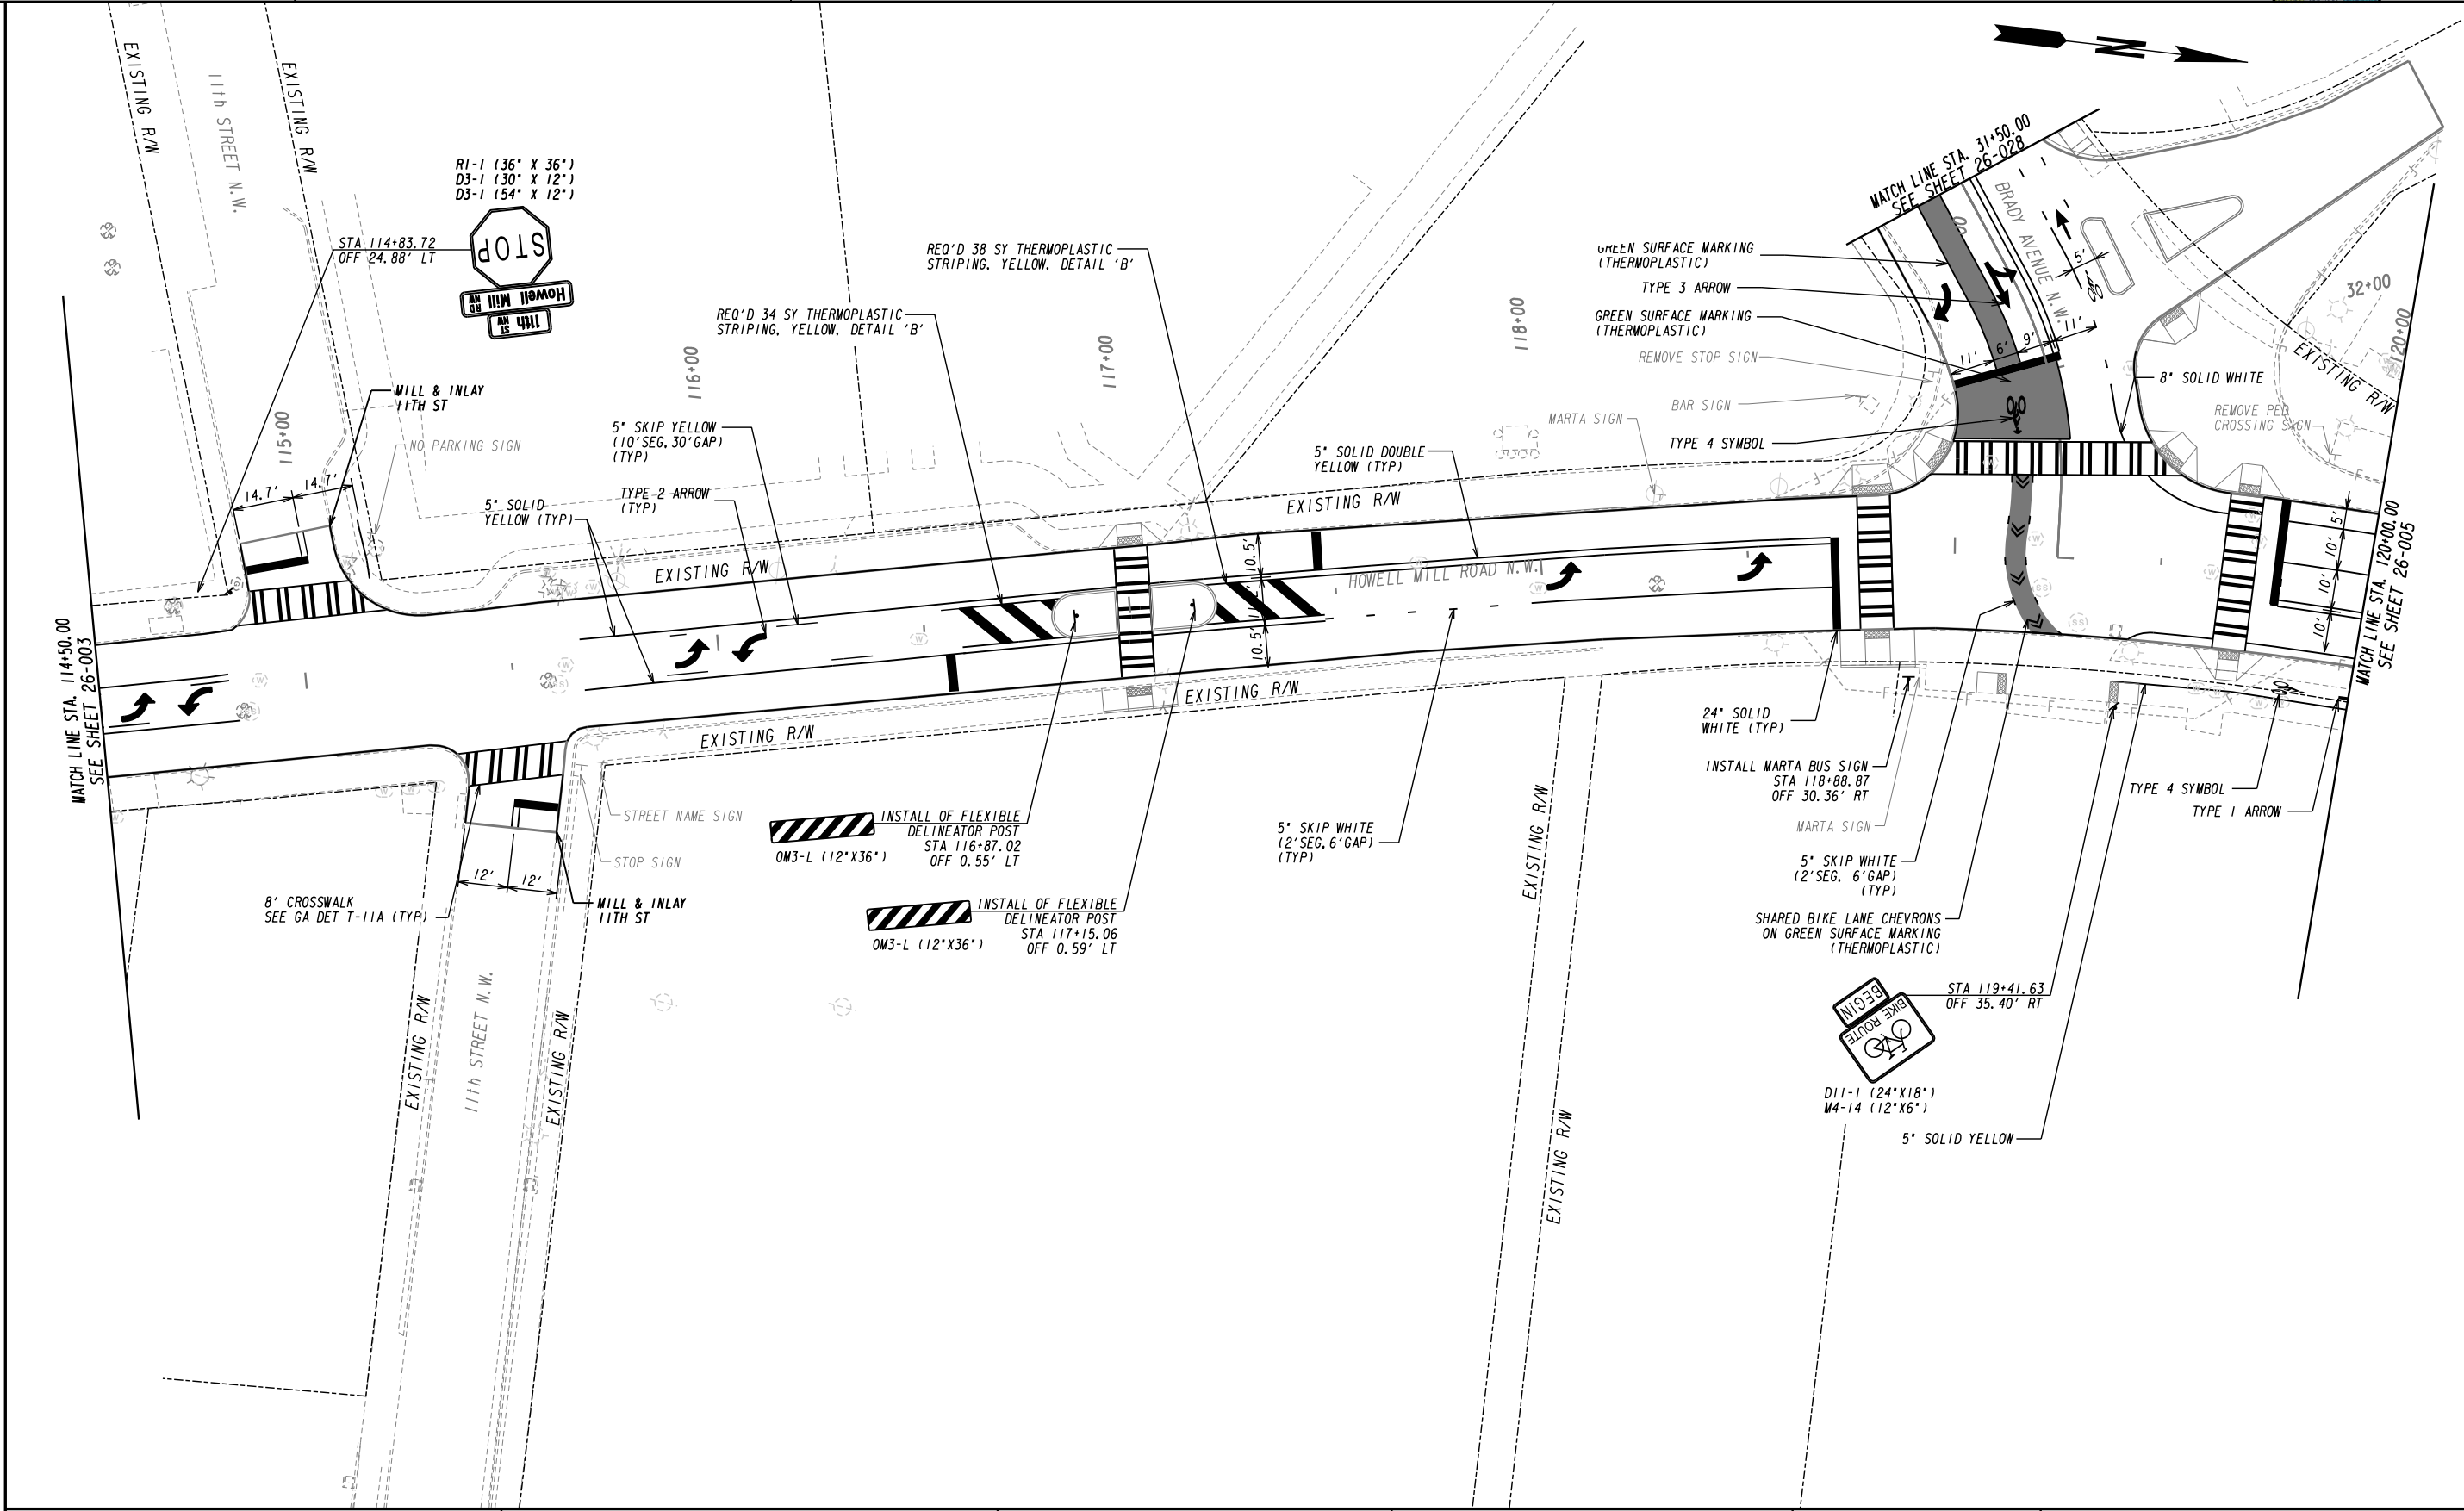 EXISTING R/W
11th STREET N.W.
EXISTING R/W
R1-1 (36" X 36")
D3-1 (30" X 12")
D3-1 (54" X 12")
STOP
Howell Mill RD NW
11th ST NW
STA 114+83.72
OFF 24.88' LT
MILL & INLAY
11TH ST
NO PARKING SIGN
115+00
14.7'
14.7'
5" SOLID
YELLOW (TYP)
5" SKIP YELLOW
(10'SEG,30'GAP)
(TYP)
TYPE 2 ARROW
(TYP)
116+00
REQ'D 34 SY THERMOPLASTIC
STRIPING, YELLOW, DETAIL 'B'
REQ'D 38 SY THERMOPLASTIC
STRIPING, YELLOW, DETAIL 'B'
117+00
118+00
5" SOLID DOUBLE
YELLOW (TYP)
MARTA SIGN
EXISTING R/W
EXISTING R/W
HOWELL MILL ROAD N.W.
10.5'
10.5'
N
MATCH LINE STA. 31+50.00
SEE SHEET 26-028
BRADY AVENUE N.W.
GREEN SURFACE MARKING
(THERMOPLASTIC)
TYPE 3 ARROW
GREEN SURFACE MARKING
(THERMOPLASTIC)
REMOVE STOP SIGN
BAR SIGN
TYPE 4 SYMBOL
5'
11'
6'
9'
11'
32+00
120+00
EXISTING R/W
8" SOLID WHITE
REMOVE PED
CROSSING SIGN
5'
10'
10'
10'
MATCH LINE STA. 120+00.00
SEE SHEET 26-005
MATCH LINE STA. 114+50.00
SEE SHEET 26-003
EXISTING R/W
EXISTING R/W
STREET NAME SIGN
STOP SIGN
12'
12'
MILL & INLAY
11TH ST
8' CROSSWALK
SEE GA DET T-11A (TYP)
OM3-L (12"X36")
INSTALL OF FLEXIBLE
DELINEATOR POST
STA 116+87.02
OFF 0.55' LT
OM3-L (12"X36")
INSTALL OF FLEXIBLE
DELINEATOR POST
STA 117+15.06
OFF 0.59' LT
5" SKIP WHITE
(2'SEG,6'GAP)
(TYP)
24" SOLID
WHITE (TYP)
INSTALL MARTA BUS SIGN
STA 118+88.87
OFF 30.36' RT
MARTA SIGN
5" SKIP WHITE
(2'SEG, 6'GAP)
(TYP)
SHARED BIKE LANE CHEVRONS
ON GREEN SURFACE MARKING
(THERMOPLASTIC)
TYPE 4 SYMBOL
TYPE 1 ARROW
STA 119+41.63
OFF 35.40' RT
BEGIN
BIKE ROUTE
D11-1 (24"X18")
M4-14 (12"X6")
5" SOLID YELLOW
EXISTING R/W
11th STREET N.W.
EXISTING R/W
EXISTING R/W
EXISTING R/W